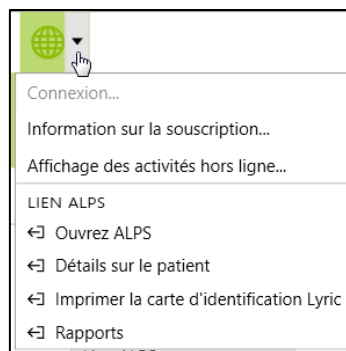 Connexion...
Information sur la souscription...
Affichage des activités hors ligne...
LIEN ALPS
Ouvrez ALPS
Détails sur le patient
Imprimer la carte d'identification Lyric
Rapports